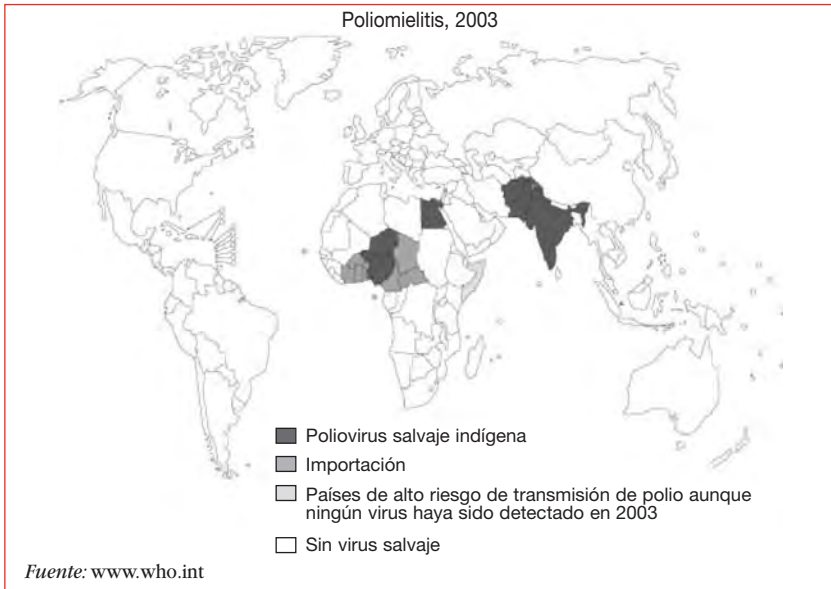 Poliomielitis, 2003
Poliovirus salvaje indígena
Importación
Países de alto riesgo de transmisión de polio aunque
ningún virus haya sido detectado en 2003
Sin virus salvaje
Fuente: www.who.int